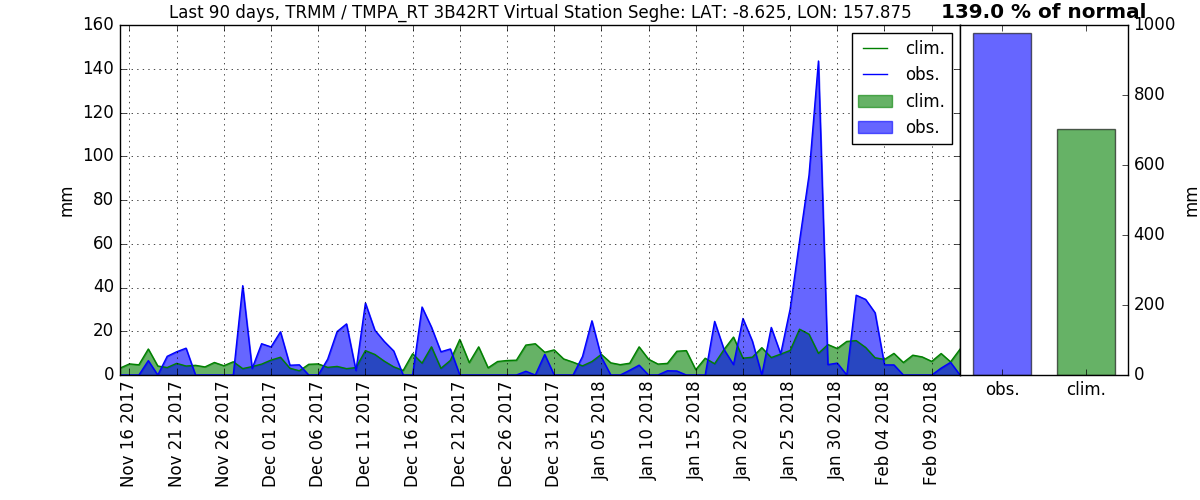 Last 90 days, TRMM / TMPA_RT 3B42RT Virtual Station Seghe: LAT: -8.625, LON: 157.875
139.0 % of normal
160
140
120
100
80
60
40
20
0
mm
clim.
obs.
clim.
obs.
1000
800
600
400
200
0
mm
Nov 16 2017
Nov 21 2017
Nov 26 2017
Dec 01 2017
Dec 06 2017
Dec 11 2017
Dec 16 2017
Dec 21 2017
Dec 26 2017
Dec 31 2017
Jan 05 2018
Jan 10 2018
Jan 15 2018
Jan 20 2018
Jan 25 2018
Jan 30 2018
Feb 04 2018
Feb 09 2018
obs.
clim.